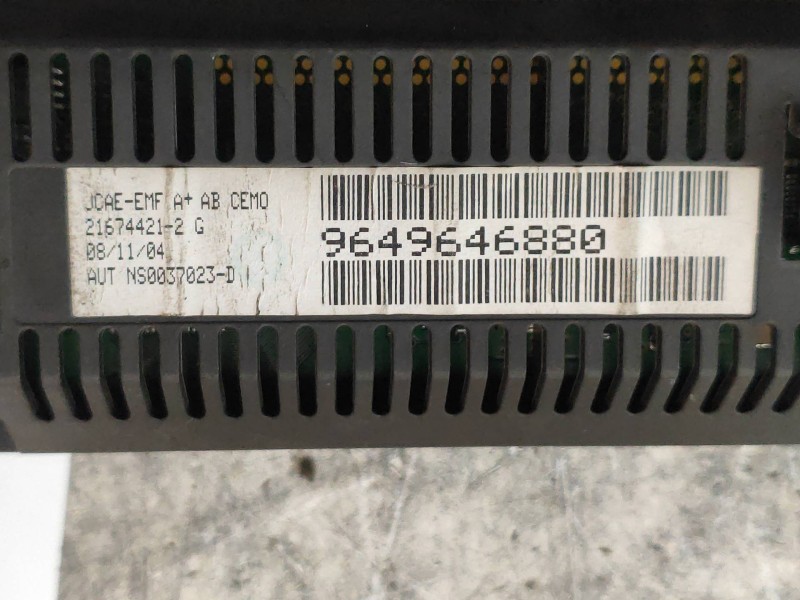 JCAE-EMF A+ AB CEMO
21674421-2 G
08/11/04
AUT NS0037023-D
9649646880